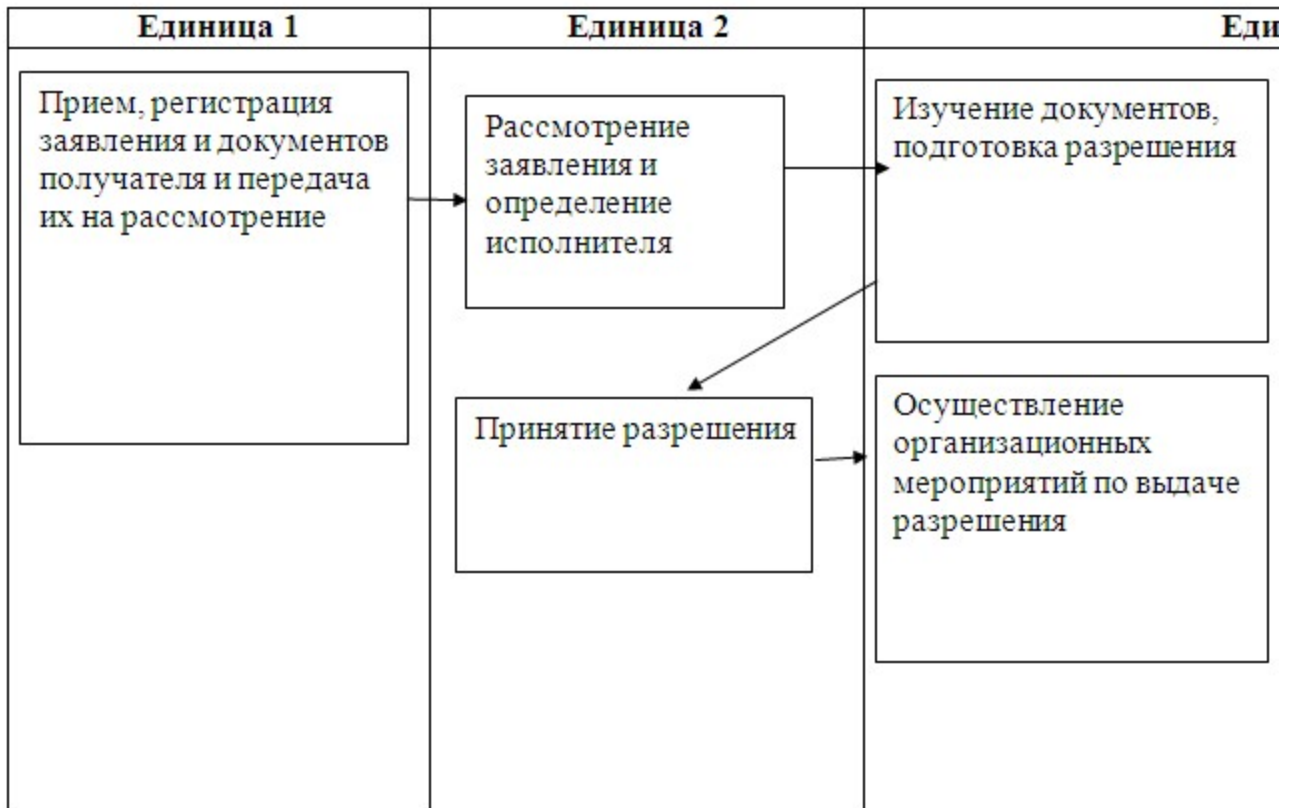 Единица 1
Единица 2
Еди
Прием, регистрация
заявления и документов
получателя и передача
их на рассмотрение
Рассмотрение
заявления и
определение
исполнителя
Изучение документов,
подготовка разрешения
Принятие разрешения
Осуществление
организационных
мероприятий по выдаче
разрешения